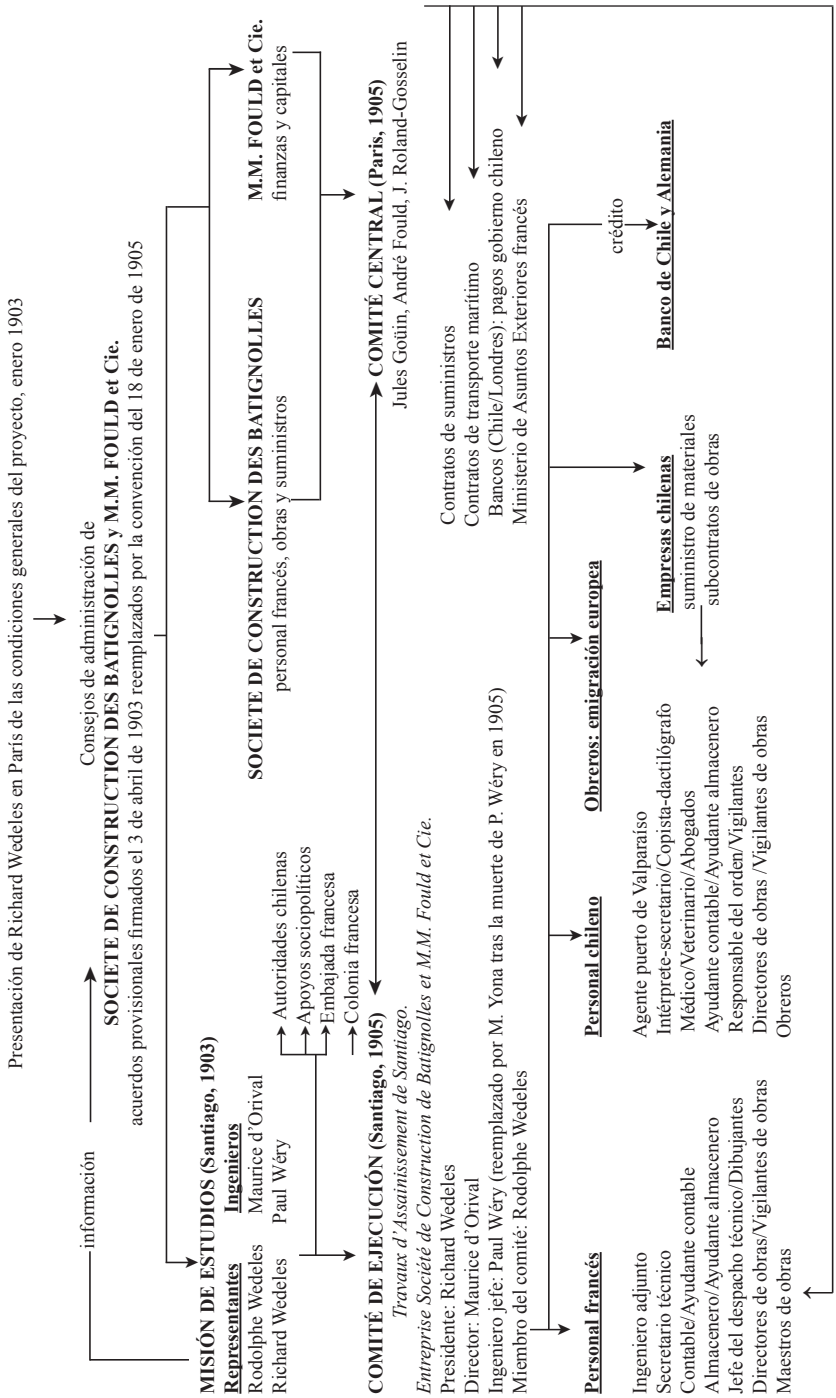 Presentación de Richard Wedeles en París de las condiciones generales del proyecto, enero 1903
información
Consejos de administración de
SOCIETE DE CONSTRUCTION DES BATIGNOLLES y M.M. FOULD et Cie.
acuerdos provisionales firmados el 3 de abril de 1903 reemplazados por la convención del 18 de enero de 1905
MISIÓN DE ESTUDIOS (Santiago, 1903)
Representantes
Rodolphe Wedeles
Richard Wedeles
Ingenieros
Maurice d'Orival
Paul Wéry
Autoridades chilenas
Apoyos sociopolíticos
Embajada francesa
Colonia francesa
SOCIETE DE CONSTRUCTION DES BATIGNOLLES
personal francés, obras y suministros
M.M. FOULD et Cie.
finanzas y capitales
COMITÉ DE EJECUCIÓN (Santiago, 1905)
Travaux d'Assainissement de Santiago.
Entreprise Société de Construction de Batignolles et M.M. Fould et Cie.
Presidente: Richard Wedeles
Director: Maurice d'Orival
Ingeniero jefe: Paul Wéry (reemplazado por M. Yona tras la muerte de P. Wéry en 1905)
Miembro del comité: Rodolphe Wedeles
COMITÉ CENTRAL (Paris, 1905)
Jules Goüin, André Fould, J. Roland-Gosselin
Contratos de suministros
Contratos de transporte marítimo
Bancos (Chile/Londres): pagos gobierno chileno
Ministerio de Asuntos Exteriores francés
Personal francés
Ingeniero adjunto
Secretario técnico
Contable/Ayudante contable
Almacenero/Ayudante almacenero
Jefe del despacho técnico/Dibujantes
Directores de obras/Vigilantes de obras
Maestros de obras
Personal chileno
Agente puerto de Valparaíso
Intérprete-secretario/Copista-dactilógrafo
Médico/Veterinario/Abogados
Ayudante contable/Ayudante almacenero
Responsable del orden/Vigilantes
Directores de obras /Vigilantes de obras
Obreros
Obreros: emigración europea
Empresas chilenas
suministro de materiales
subcontratos de obras
crédito
Banco de Chile y Alemania